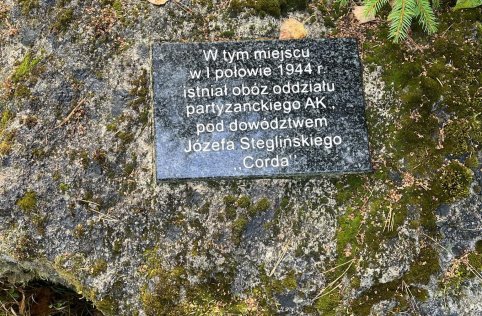 W tym miejscu
w I połowie 1944 r
istniał obóz oddziału
partyzanckiego AK.
pod dowództwem
Józefa Steglińskiego
,,Corda"